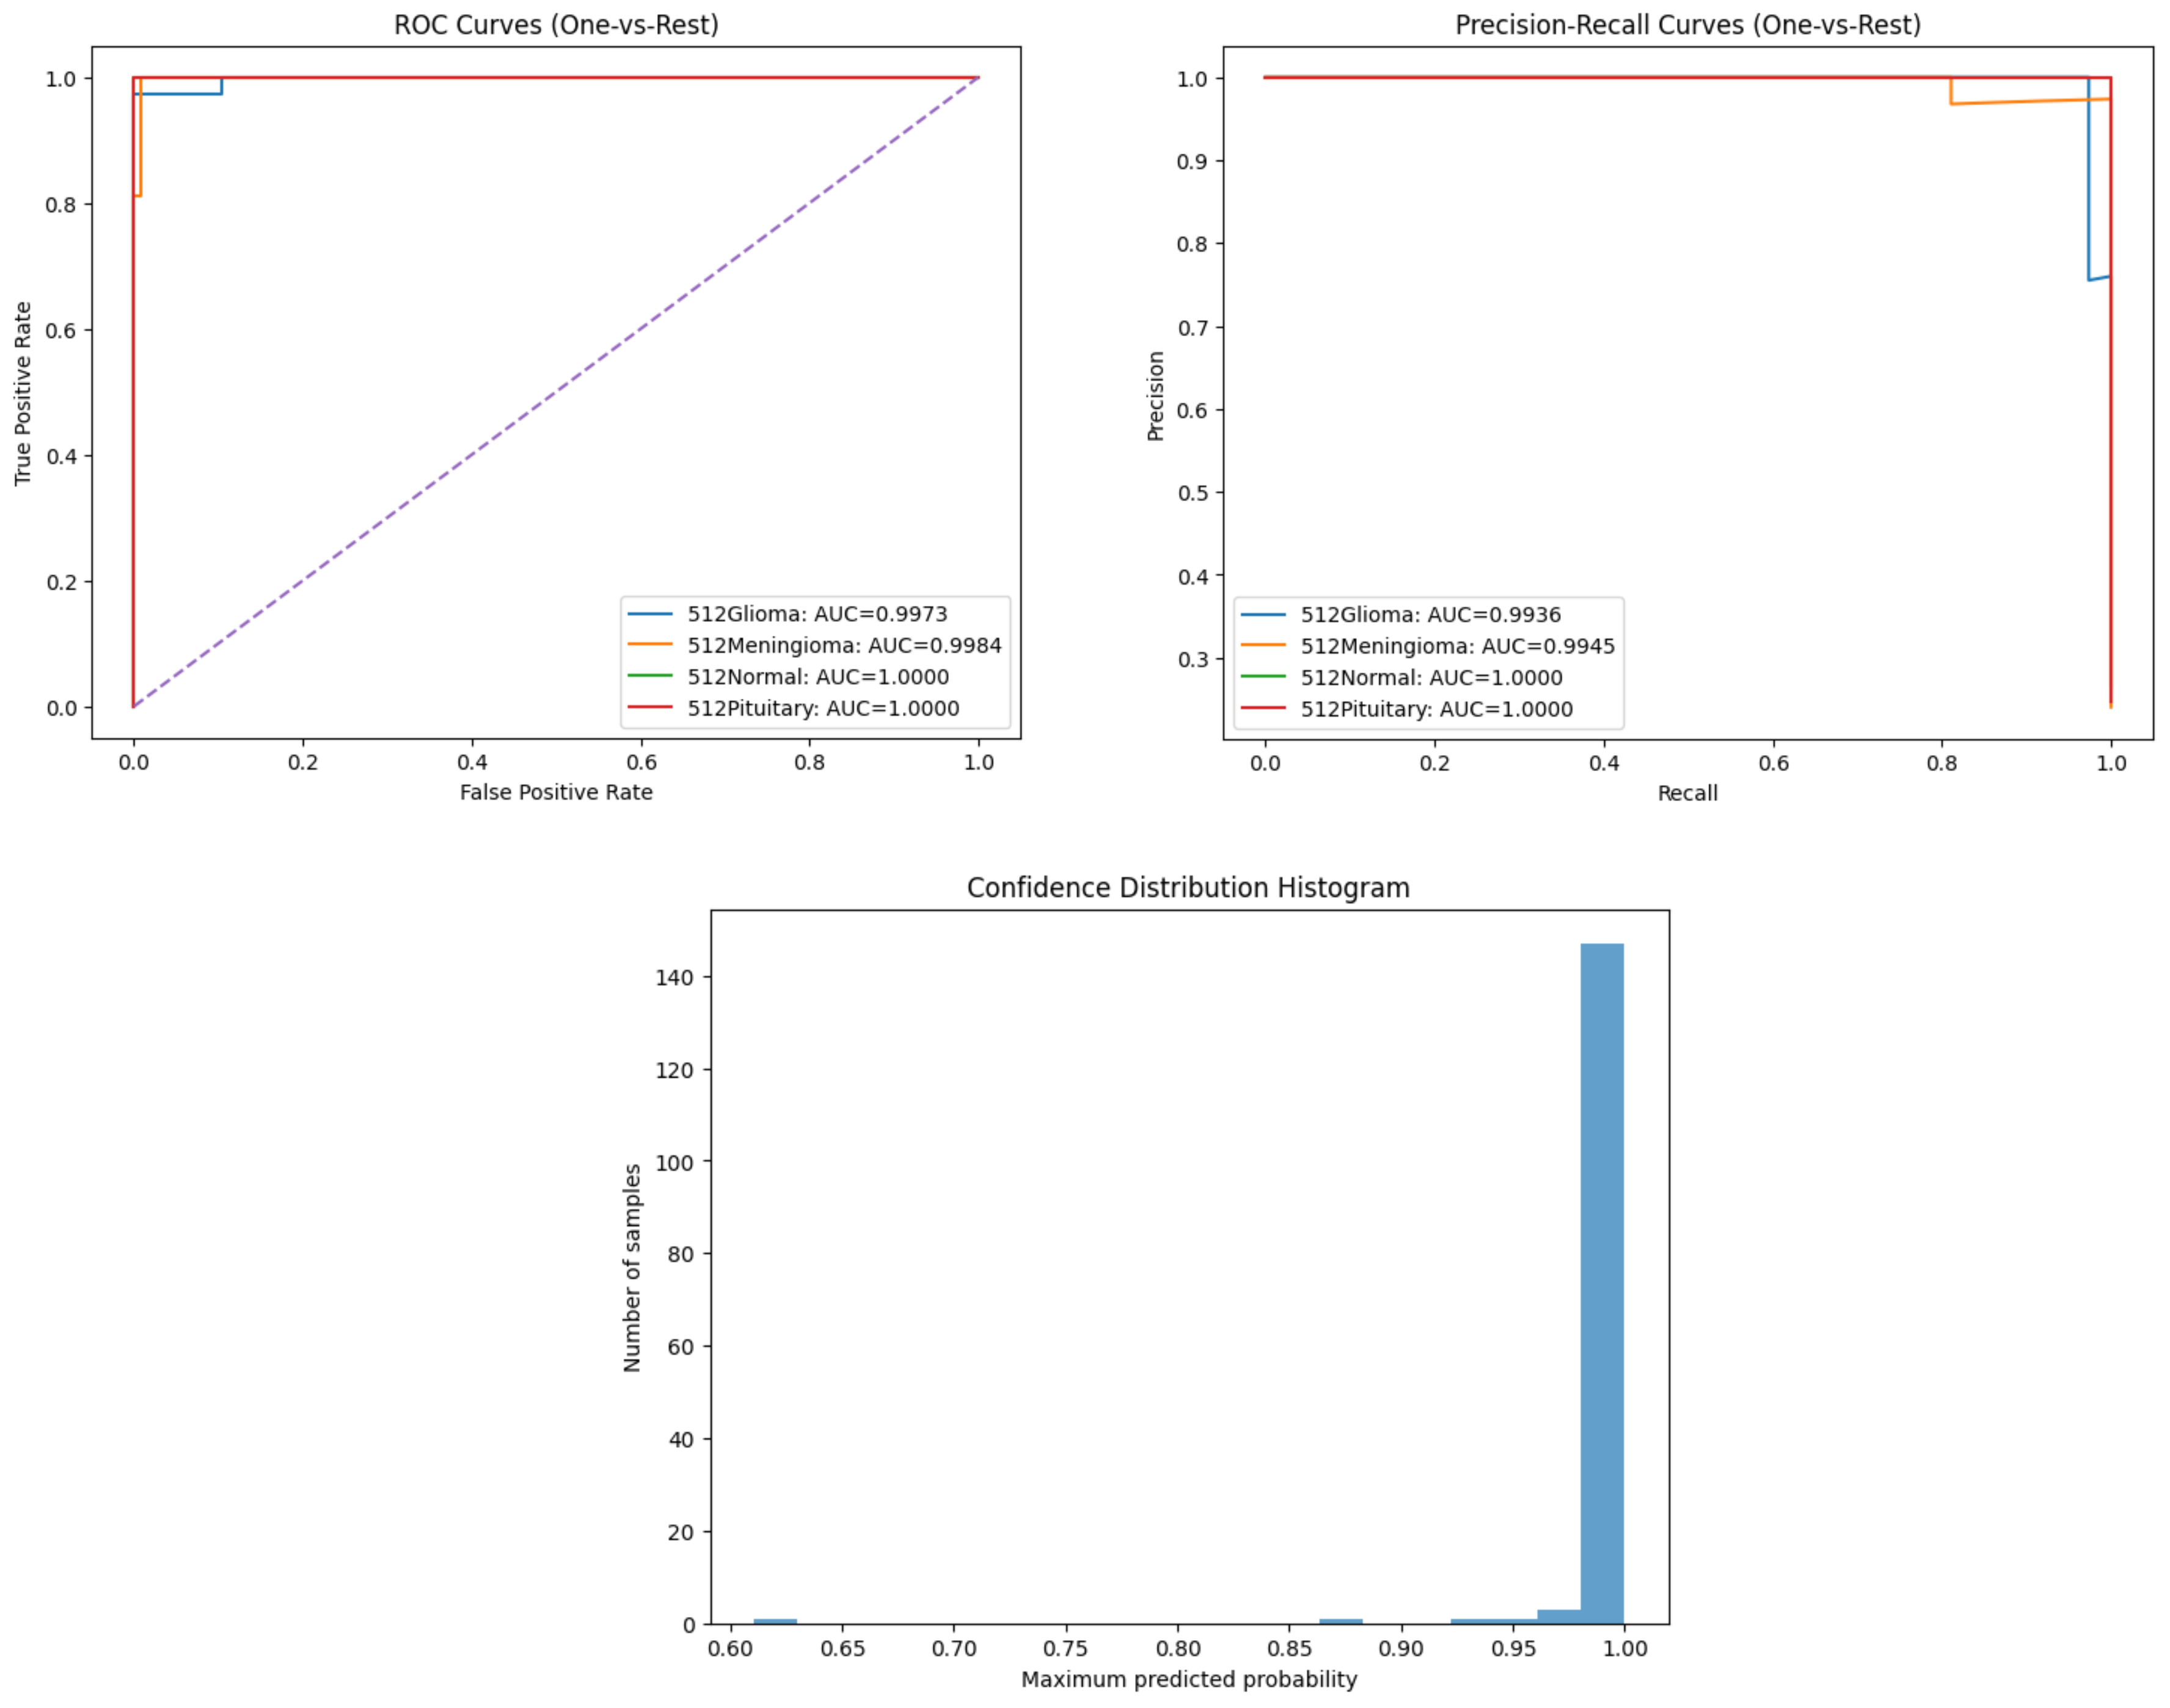 ROC Curves (One-vs-Rest)
True Positive Rate
1.0
0.8
0.6
0.4
0.2
0.0
0.0 0.2 0.4 0.6 0.8 1.0
False Positive Rate
512Glioma: AUC=0.9973
512Meningioma: AUC=0.9984
512Normal: AUC=1.0000
512Pituitary: AUC=1.0000
Precision-Recall Curves (One-vs-Rest)
Precision
1.0
0.9
0.8
0.7
0.6
0.5
0.4
0.3
0.0 0.2 0.4 0.6 0.8 1.0
Recall
512Glioma: AUC=0.9936
512Meningioma: AUC=0.9945
512Normal: AUC=1.0000
512Pituitary: AUC=1.0000
Confidence Distribution Histogram
Number of samples
140
120
100
80
60
40
20
0
0.60 0.65 0.70 0.75 0.80 0.85 0.90 0.95 1.00
Maximum predicted probability